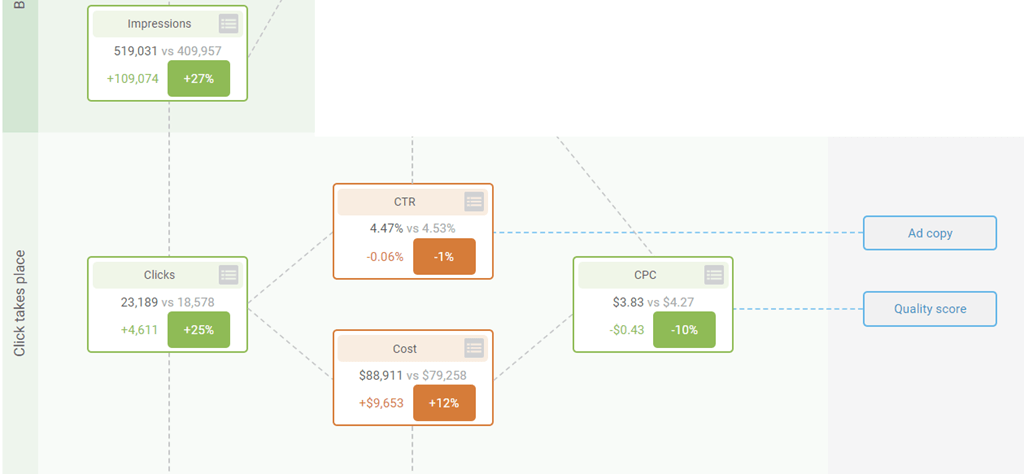 B
Impressions
519,031 vs 409,957
+109,074 +27%
Click takes place
CTR
4.47% vs 4.53%
-0.06% -1%
Ad copy
Clicks
23,189 vs 18,578
+4,611 +25%
CPC
$3.83 vs $4.27
-$0.43 -10%
Quality score
Cost
$88,911 vs $79,258
+$9,653 +12%